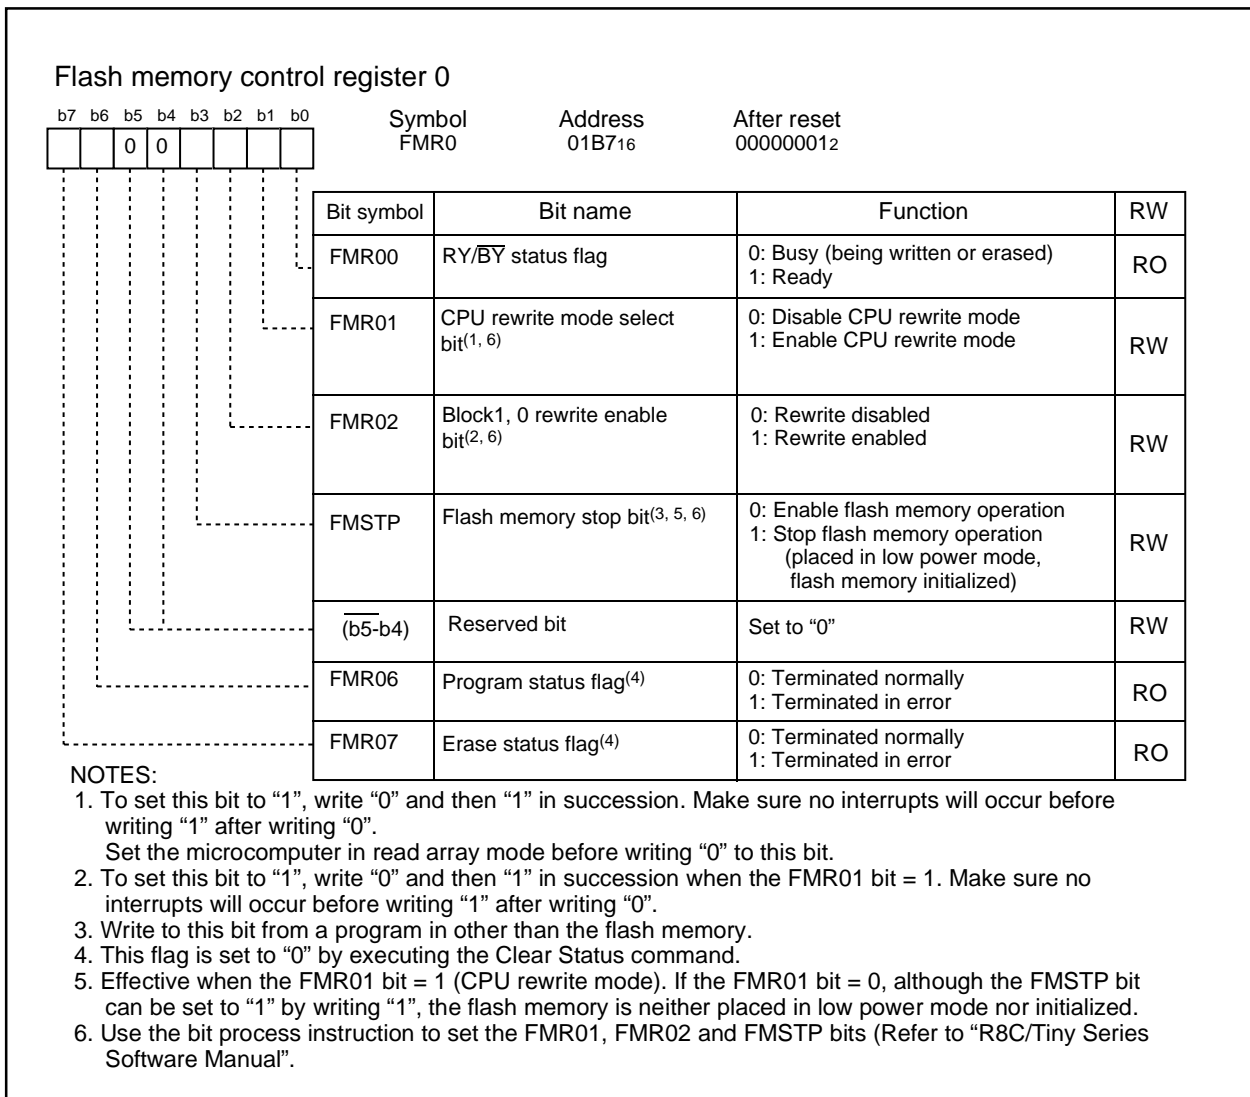 Flash memory control register 0
b7 b6 b5 b4 b3 b2 b1 b0
Symbol Address After reset
FMR0 01B716 000000012
0 0
Bit symbol Bit name Function RW
FMR00 RY/BY status flag 0: Busy (being written or erased) RO
1: Ready
FMR01 CPU rewrite mode select 0: Disable CPU rewrite mode RW
bit(1, 6) 1: Enable CPU rewrite mode
FMR02 Block1, 0 rewrite enable 0: Rewrite disabled RW
bit(2, 6) 1: Rewrite enabled
FMSTP Flash memory stop bit(3, 5, 6) 0: Enable flash memory operation RW
1: Stop flash memory operation
(placed in low power mode,
flash memory initialized)
(b5-b4) Reserved bit Set to “0” RW
FMR06 Program status flag(4) 0: Terminated normally RO
1: Terminated in error
FMR07 Erase status flag(4) 0: Terminated normally RO
1: Terminated in error
NOTES:
1. To set this bit to “1”, write “0” and then “1” in succession. Make sure no interrupts will occur before
writing “1” after writing “0”.
Set the microcomputer in read array mode before writing “0” to this bit.
2. To set this bit to “1”, write “0” and then “1” in succession when the FMR01 bit = 1. Make sure no
interrupts will occur before writing “1” after writing “0”.
3. Write to this bit from a program in other than the flash memory.
4. This flag is set to “0” by executing the Clear Status command.
5. Effective when the FMR01 bit = 1 (CPU rewrite mode). If the FMR01 bit = 0, although the FMSTP bit
can be set to “1” by writing “1”, the flash memory is neither placed in low power mode nor initialized.
6. Use the bit process instruction to set the FMR01, FMR02 and FMSTP bits (Refer to “R8C/Tiny Series
Software Manual”.